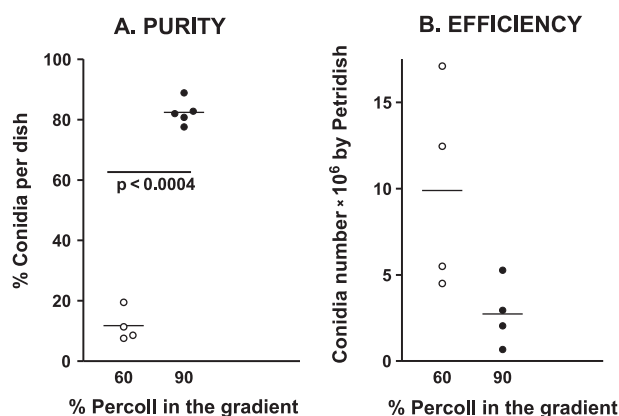 A. PURITY
% Conidia per dish
100
80
60
40
20
0
p < 0.0004
60 90
% Percoll in the gradient
B. EFFICIENCY
Conidia number × 10⁶ by Petridish
15
10
5
0
60 90
% Percoll in the gradient